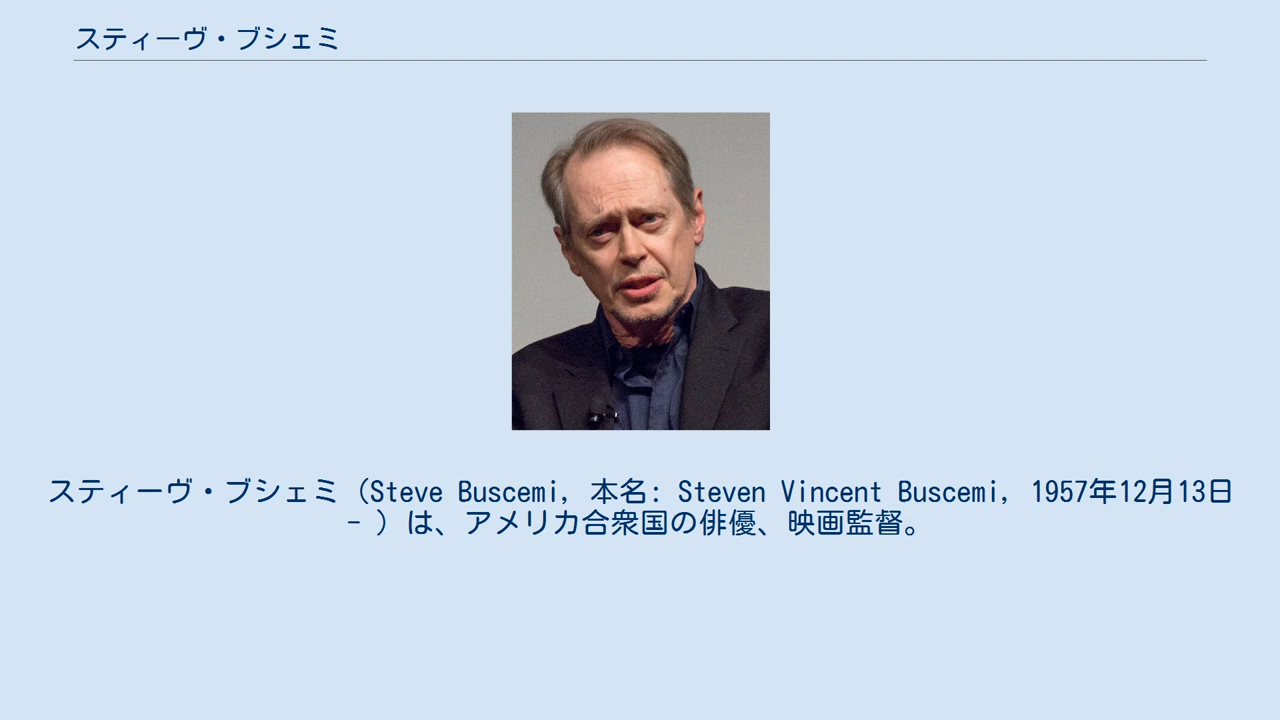 スティーヴ・ブシェミ
スティーヴ・ブシェミ（Steve Buscemi, 本名: Steven Vincent Buscemi, 1957年12月13日
- ）は、アメリカ合衆国の俳優、映画監督。